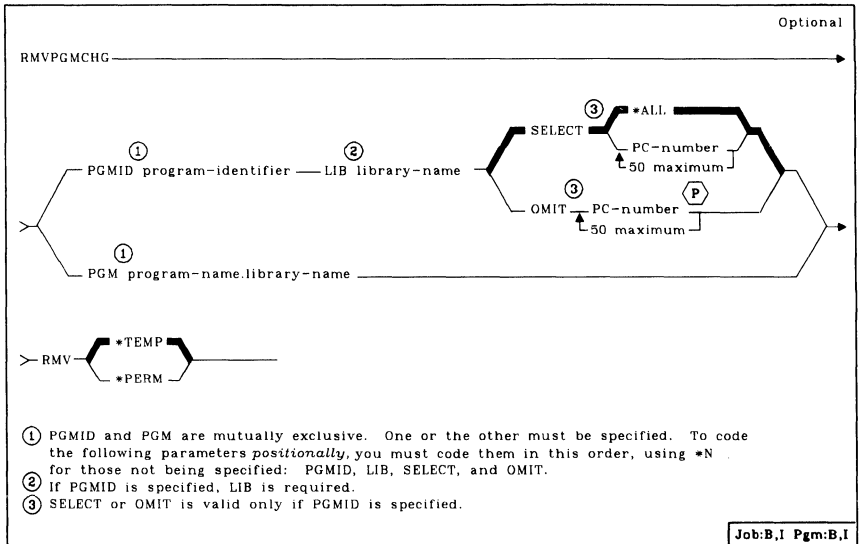 Optional
RMVPGMCHG
③ *ALL
SELECT
PC-number
50 maximum
① ②
PGMID program-identifier LIB library-name
③ P
OMIT PC-number
50 maximum
①
PGM program-name.library-name
*TEMP
RMV
*PERM
① PGMID and PGM are mutually exclusive. One or the other must be specified. To code
the following parameters positionally, you must code them in this order, using *N
for those not being specified: PGMID, LIB, SELECT, and OMIT.
② If PGMID is specified, LIB is required.
③ SELECT or OMIT is valid only if PGMID is specified.
Job:B,I Pgm:B,I